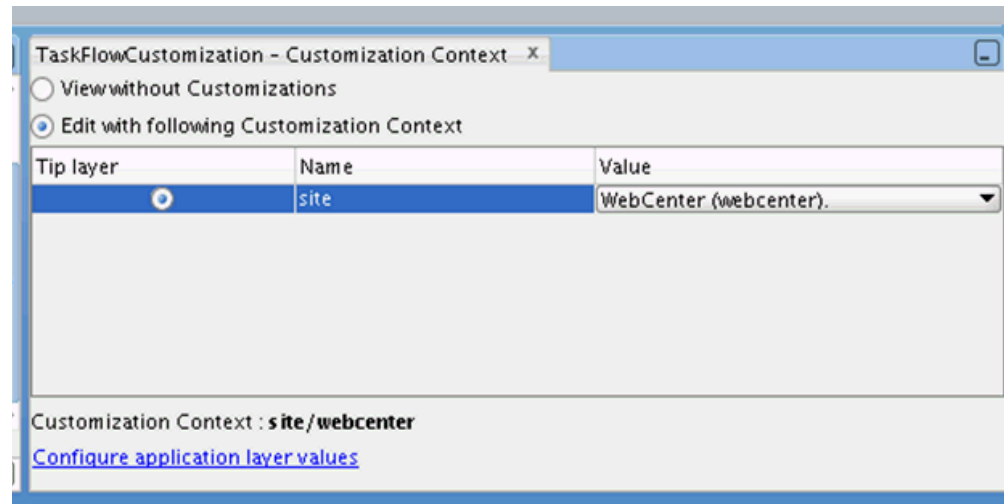 TaskFlowCustomization - Customization Context x
View without Customizations
Edit with following Customization Context
Tip layer Name Value
site WebCenter (webcenter).
Customization Context : site/webcenter
Configure application layer values